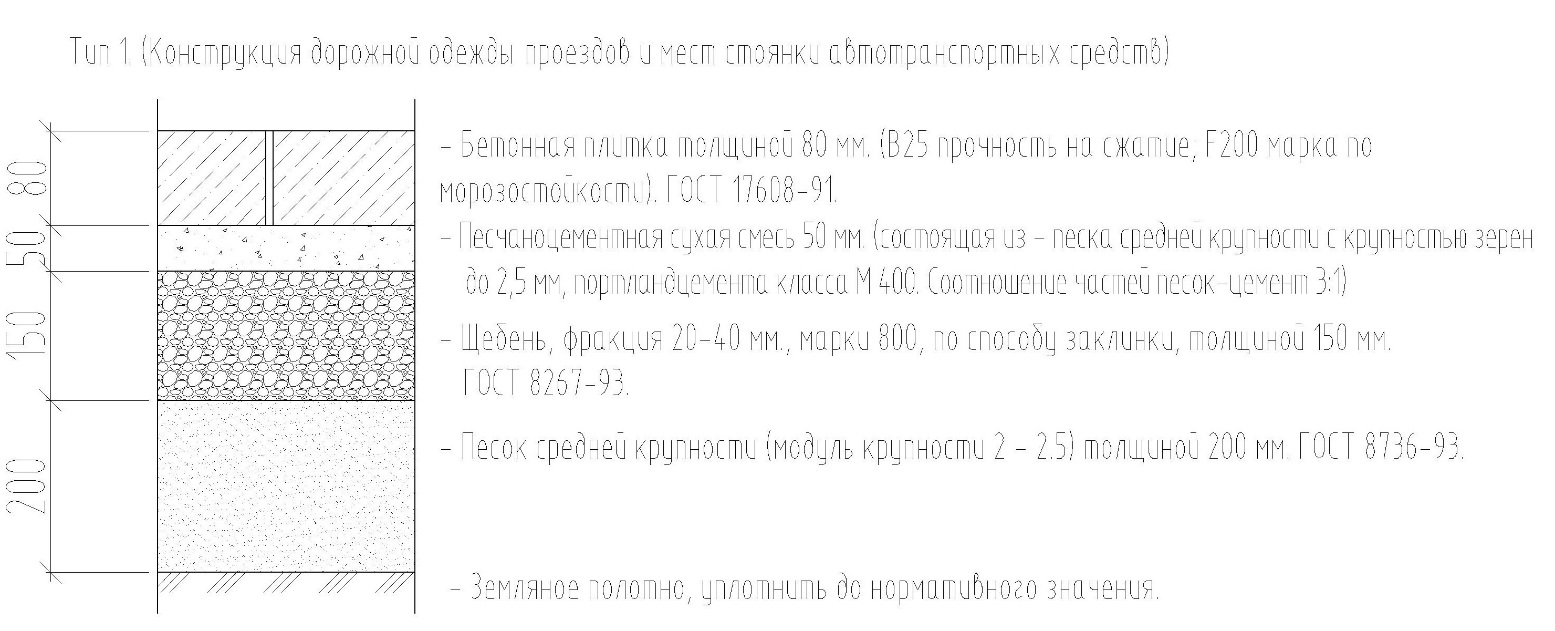 Тип 1. (Конструкция дорожной одежды проездов и мест стоянки автотранспортных средств)
80
– Бетонная плитка толщиной 80 мм. (В25 прочность на сжатие; F200 марка по
морозостойкости). ГОСТ 17608–91.
50
– Песчаноцементная сухая смесь 50 мм. (состоящая из – песка средней крупности с крупностью зерен
до 2,5 мм, портландцемента класса М 400. Соотношение частей песок–цемент 3:1)
150
– Щебень, фракция 20–40 мм., марки 800, по способу заклинки, толщиной 150 мм.
ГОСТ 8267–93.
200
– Песок средней крупности (модуль крупности 2 – 2.5) толщиной 200 мм. ГОСТ 8736–93.
– Земляное полотно, уплотнить до нормативного значения.